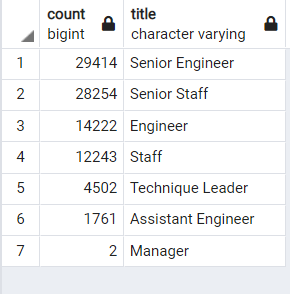 count title
bigint character varying
1 29414 Senior Engineer
2 28254 Senior Staff
3 14222 Engineer
4 12243 Staff
5 4502 Technique Leader
6 1761 Assistant Engineer
7 2 Manager